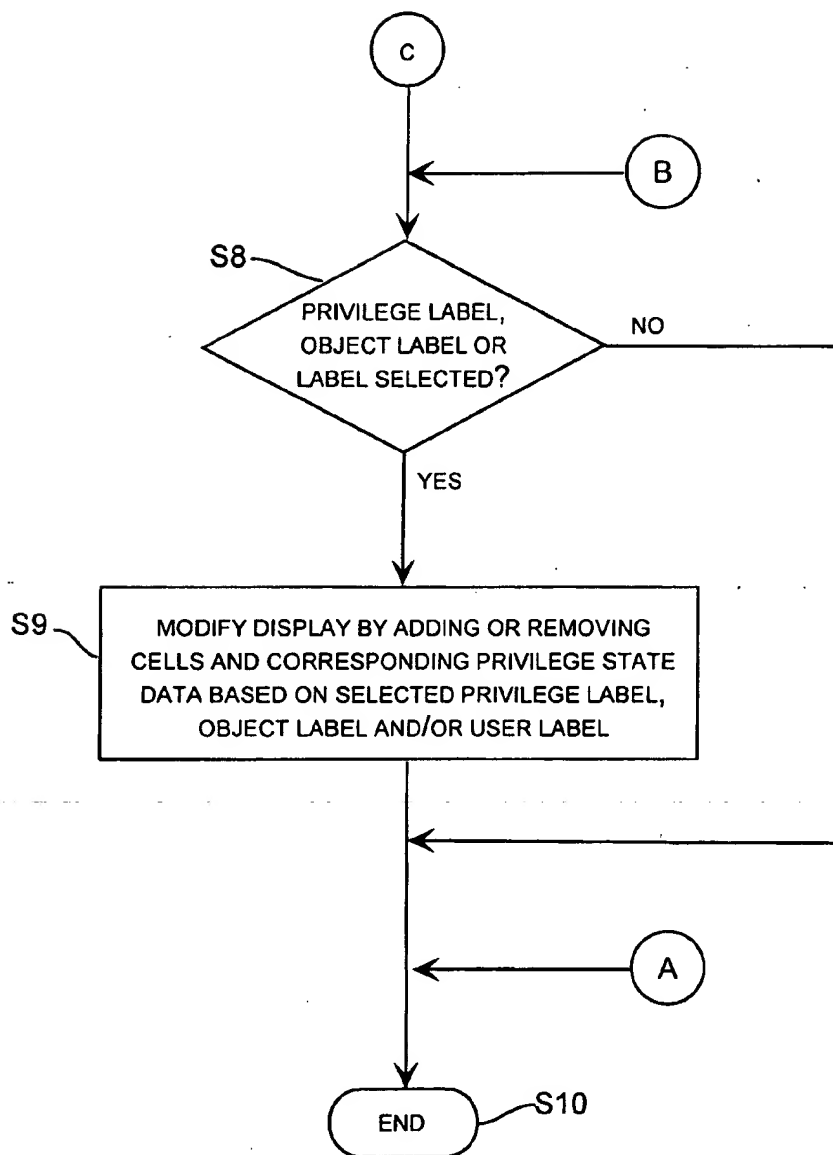 C
B
S8
PRIVILEGE LABEL,
OBJECT LABEL OR
LABEL SELECTED?
NO
YES
S9
MODIFY DISPLAY BY ADDING OR REMOVING
CELLS AND CORRESPONDING PRIVILEGE STATE
DATA BASED ON SELECTED PRIVILEGE LABEL,
OBJECT LABEL AND/OR USER LABEL
A
END
S10